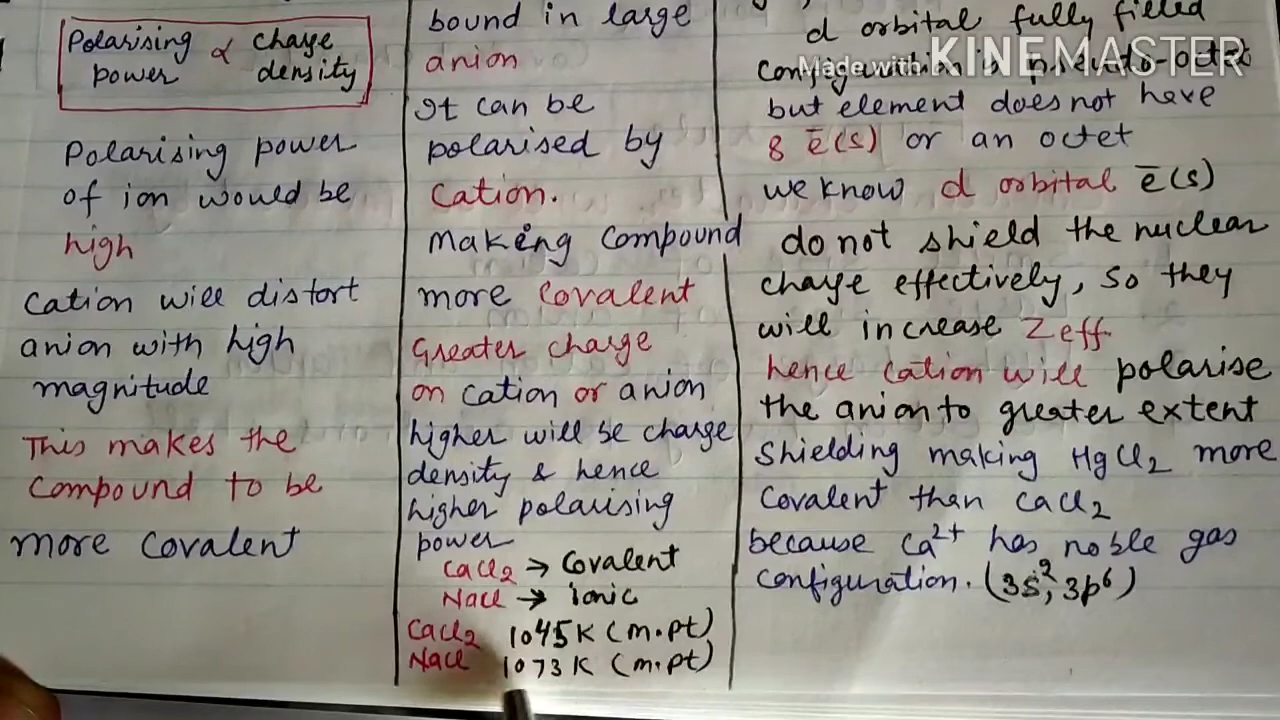 Polarising ∝ charge
power density
Polarising power
of ion would be
high
Cation will distort
anion with high
magnitude
This makes the
Compound to be
more Covalent
bound in large
anion
It can be
polarised by
Cation.
Making Compound
more Covalent
Greater charge
on cation or anion
higher will be charge
density & hence
higher polarising
power
CaCl2 → Covalent
NaCl → ionic
CaCl2 1045K (m.pt)
NaCl 1073 K (m.pt)
d orbital fully filled
Made with KINEMASTER
configuration is pseudo-octet
but element does not have
8 e̅(s) or an octet
we know d orbital e̅(s)
do not shield the nuclear
charge effectively, so they
will increase Zeff.
hence cation will polarise
the anion to greater extent
Shielding making HgCl2 more
Covalent than CaCl2
because Ca2+ has noble gas
configuration. (3s2, 3p6)